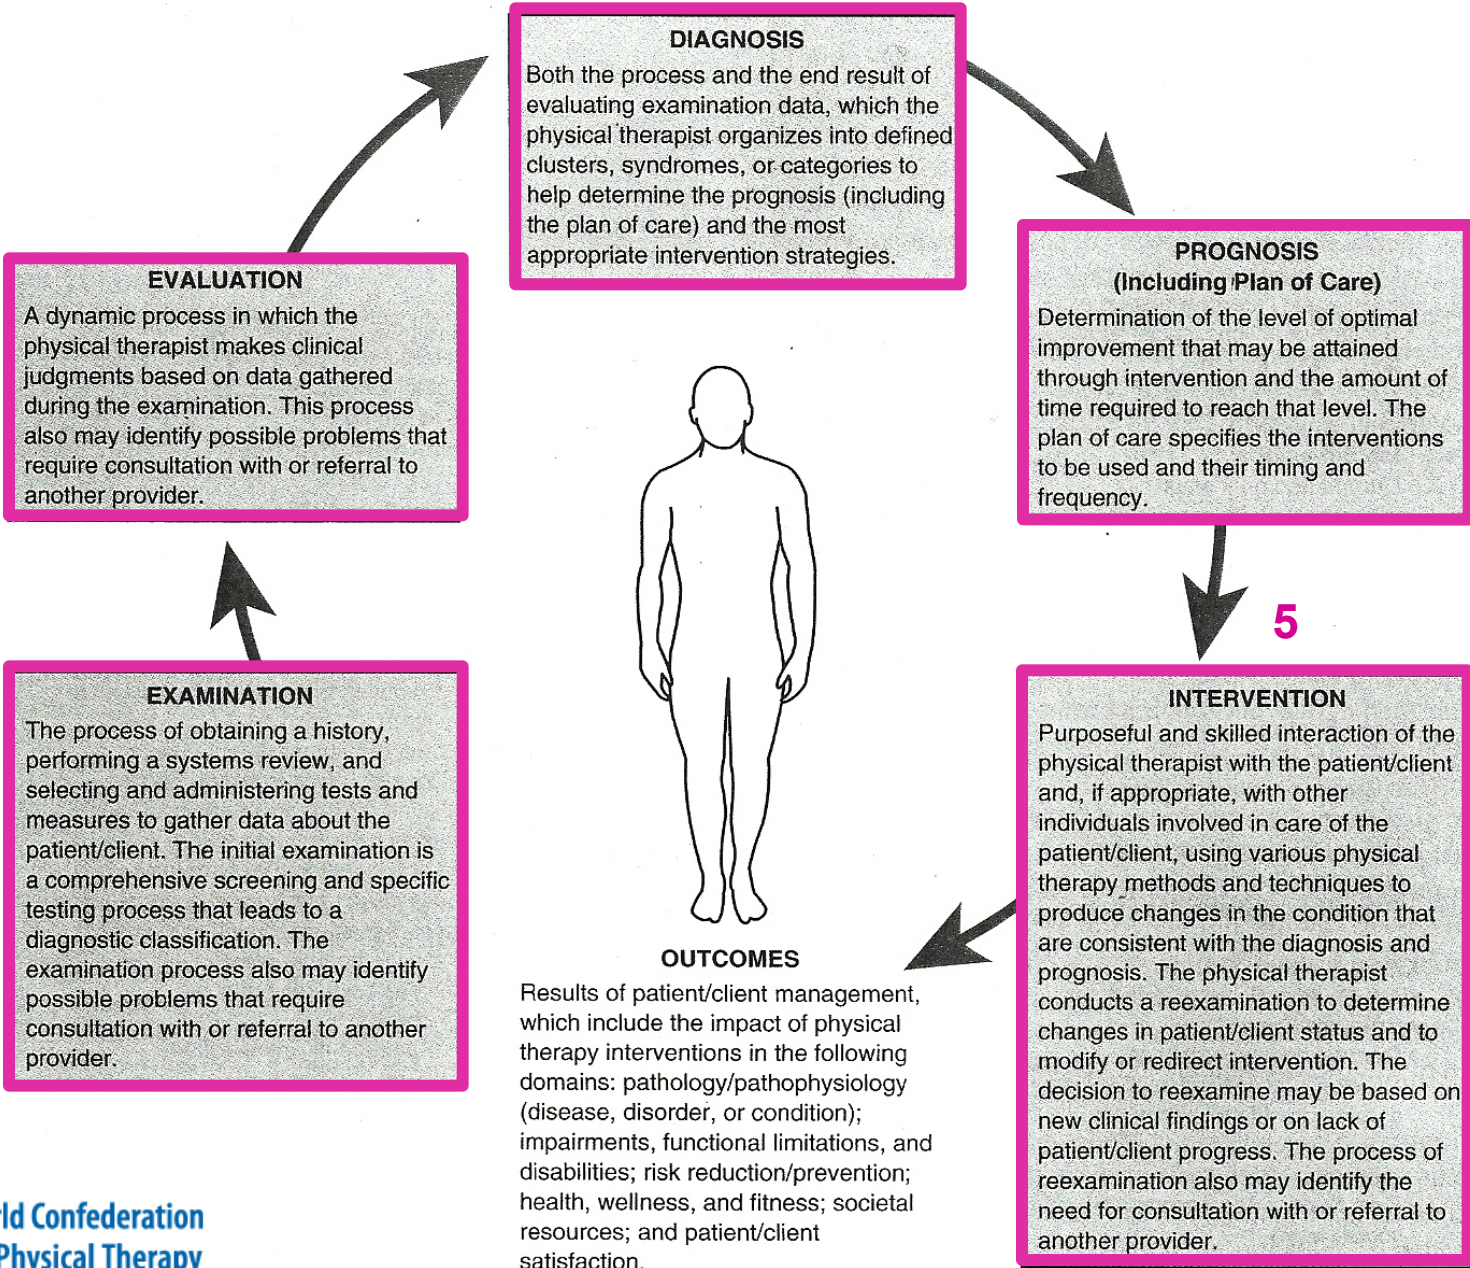 DIAGNOSIS
Both the process and the end result of
evaluating examination data, which the
physical therapist organizes into defined
clusters, syndromes, or categories to
help determine the prognosis (including
the plan of care) and the most
appropriate intervention strategies.
EVALUATION
A dynamic process in which the
physical therapist makes clinical
judgments based on data gathered
during the examination. This process
also may identify possible problems that
require consultation with or referral to
another provider.
PROGNOSIS
(Including Plan of Care)
Determination of the level of optimal
improvement that may be attained
through intervention and the amount of
time required to reach that level. The
plan of care specifies the interventions
to be used and their timing and
frequency.
5
EXAMINATION
The process of obtaining a history,
performing a systems review, and
selecting and administering tests and
measures to gather data about the
patient/client. The initial examination is
a comprehensive screening and specific
testing process that leads to a
diagnostic classification. The
examination process also may identify
possible problems that require
consultation with or referral to another
provider.
INTERVENTION
Purposeful and skilled interaction of the
physical therapist with the patient/client
and, if appropriate, with other
individuals involved in care of the
patient/client, using various physical
therapy methods and techniques to
produce changes in the condition that
are consistent with the diagnosis and
prognosis. The physical therapist
conducts a reexamination to determine
changes in patient/client status and to
modify or redirect intervention. The
decision to reexamine may be based on
new clinical findings or on lack of
patient/client progress. The process of
reexamination also may identify the
need for consultation with or referral to
another provider.
OUTCOMES
Results of patient/client management,
which include the impact of physical
therapy interventions in the following
domains: pathology/pathophysiology
(disease, disorder, or condition);
impairments, functional limitations, and
disabilities; risk reduction/prevention;
health, wellness, and fitness; societal
resources; and patient/client
satisfaction.
ld Confederation
Physical Therapy